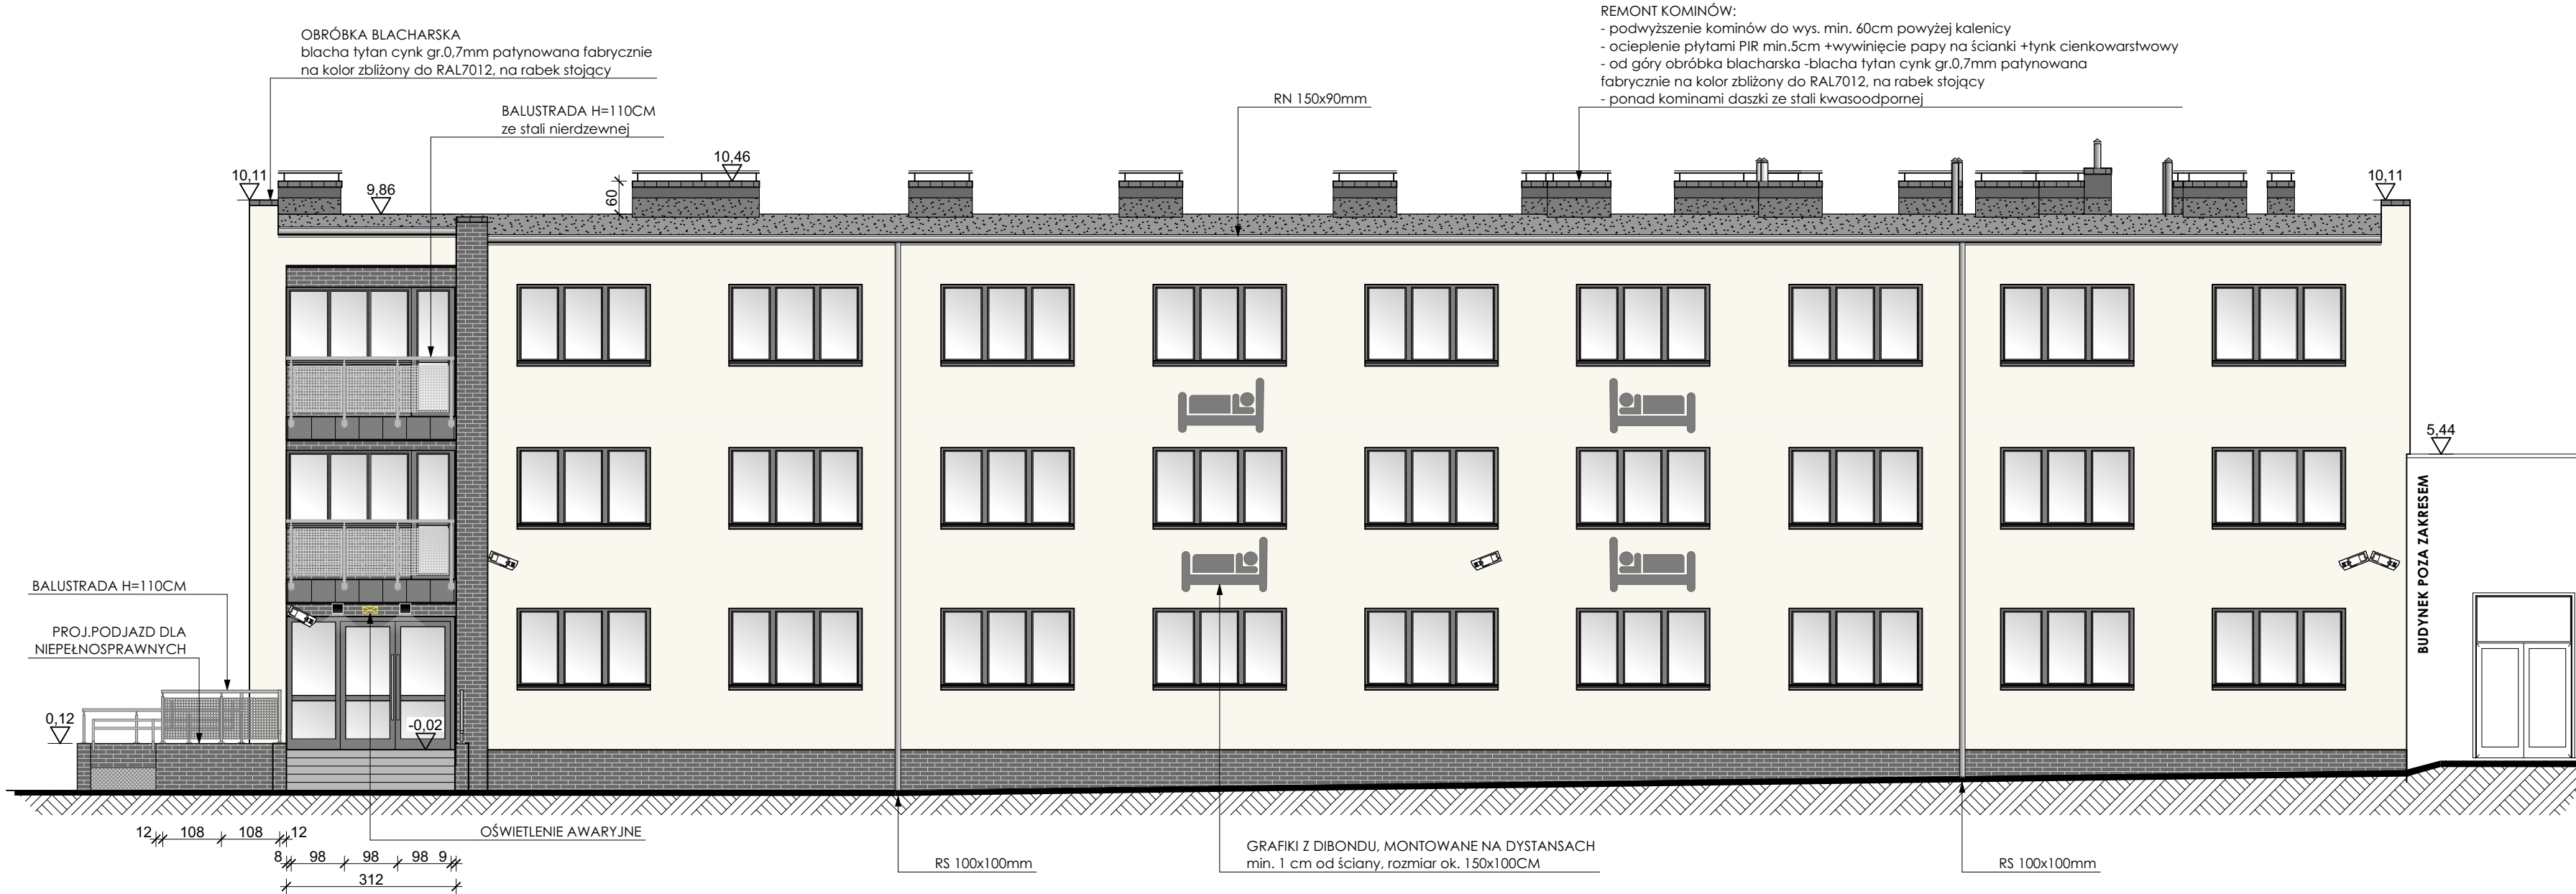 REMONT KOMINÓW:
- podwyższenie kominów do wys. min. 60cm powyżej kalenicy
- ocieplenie płytami PIR min.5cm +wywinięcie papy na ścianki +tynk cienkowarstwowy
- od góry obróbka blacharska -blacha tytan cynk gr.0,7mm patynowana
fabrycznie na kolor zbliżony do RAL7012, na rabek stojący
- ponad kominami daszki ze stali kwasoodpornej
OBRÓBKA BLACHARSKA
blacha tytan cynk gr.0,7mm patynowana fabrycznie
na kolor zbliżony do RAL7012, na rabek stojący
RN 150x90mm
BALUSTRADA H=110CM
ze stali nierdzewnej
10,46
10,11
9,86
60
10,11
5,44
BUDYNEK POZA ZAKRESEM
BALUSTRADA H=110CM
PROJ.PODJAZD DLA
NIEPEŁNOSPRAWNYCH
0,12
-0,02
12 108 108 12
OŚWIETLENIE AWARYJNE
8 98 98 98 9
312
RS 100x100mm
GRAFIKI Z DIBONDU, MONTOWANE NA DYSTANSACH
min. 1 cm od ściany, rozmiar ok. 150x100CM
RS 100x100mm